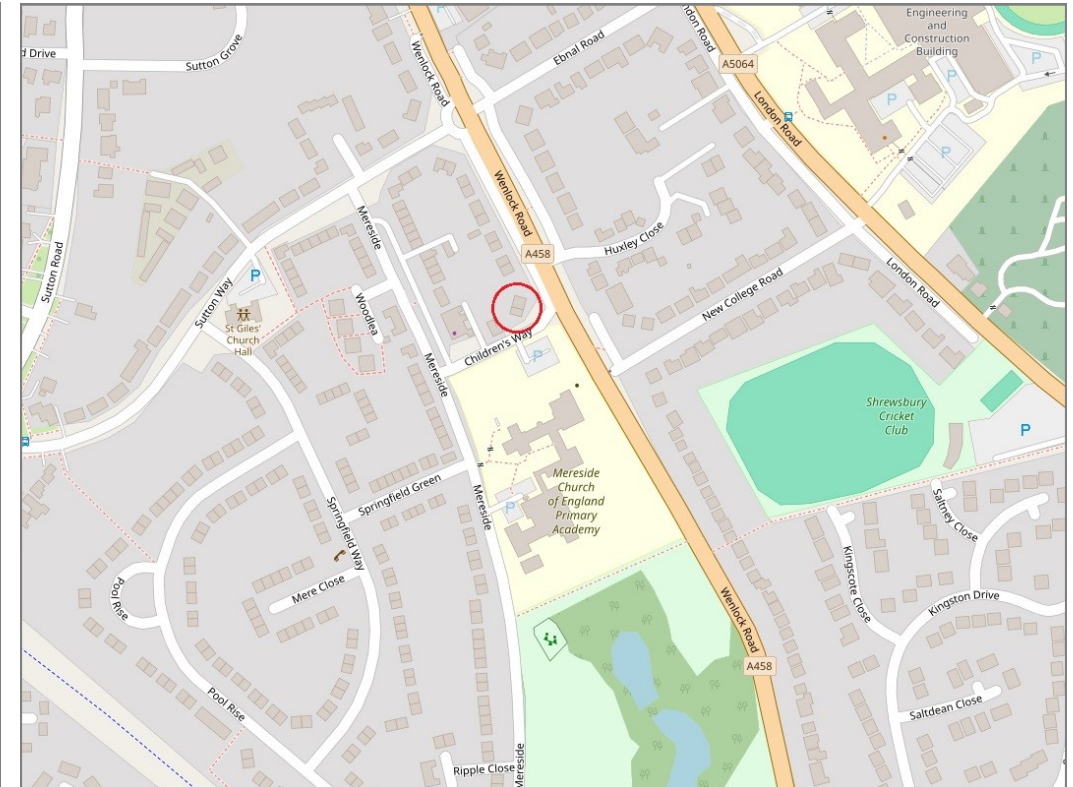 Engineering
and
Construction
Building
d Drive
Sutton Grove
Wenlock Road
Ebnal Road
ndon Road
A5064
P
P
P
P
P
London Road
Wenlock Road
Mereside
Huxley Close
A458
Sutton Road
Sutton Way
P
St Giles'
Church
Hall
Woodlea
New College Road
London Road
Children's Way
P
Mereside
Shrewsbury
Cricket
Club
P
Mereside
Church
of England
Primary
Academy
Springfield Green
Mereside
P
Springfield Way
Saltney Close
Mere Close
Pool Rise
Kingscote Close
Kingston Drive
Wenlock Road
A458
Pool Rise
Saltdean Close
Ripple Close
Mereside